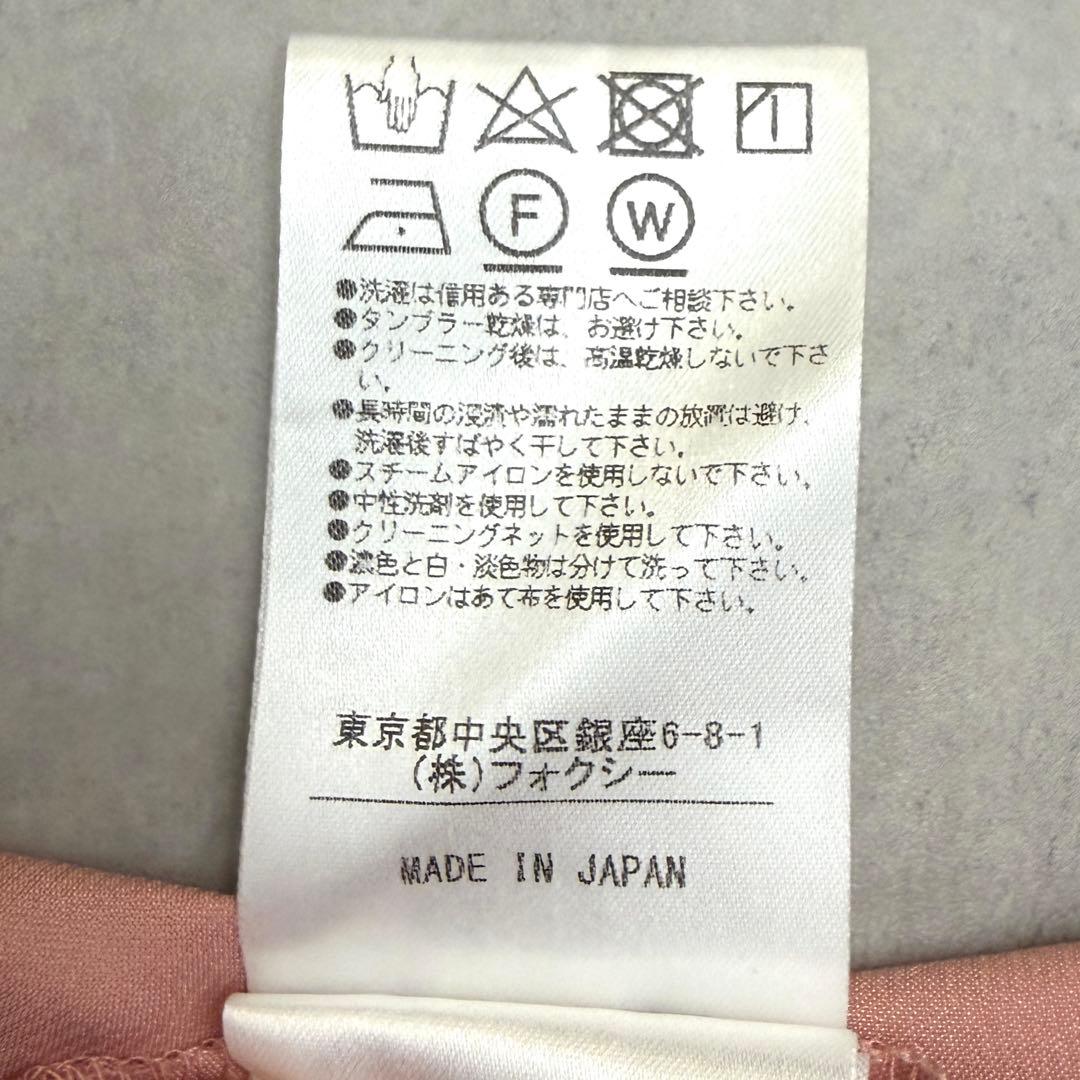 F W
●洗濯は信用ある専門店へご相談下さい。
●タンブラー乾燥は、お避け下さい。
●クリーニング後は、高温乾燥しないで下さ
い。
●長時間の浸漬や濡れたままの放置は避け、
洗濯後すばやく干して下さい。
●スチームアイロンを使用しないで下さい。
●中性洗剤を使用して下さい。
●クリーニングネットを使用して下さい。
●濃色と白・淡色物は分けて洗って下さい。
●アイロンはあて布を使用して下さい。
東京都中央区銀座6-8-1
(株)フォクシー
MADE IN JAPAN